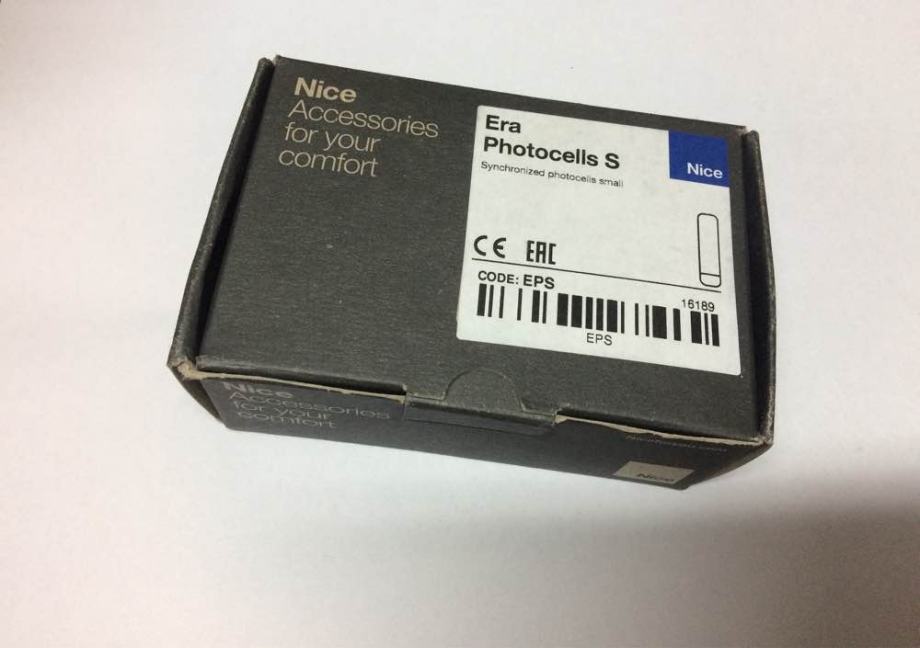 Nice
Accessories
for your
comfort
Era
Photocells S
Synchronized photocells small
Nice
CE EAC
CODE: EPS
16189
EPS
Nice
Accessories
for your
comfort
Nice